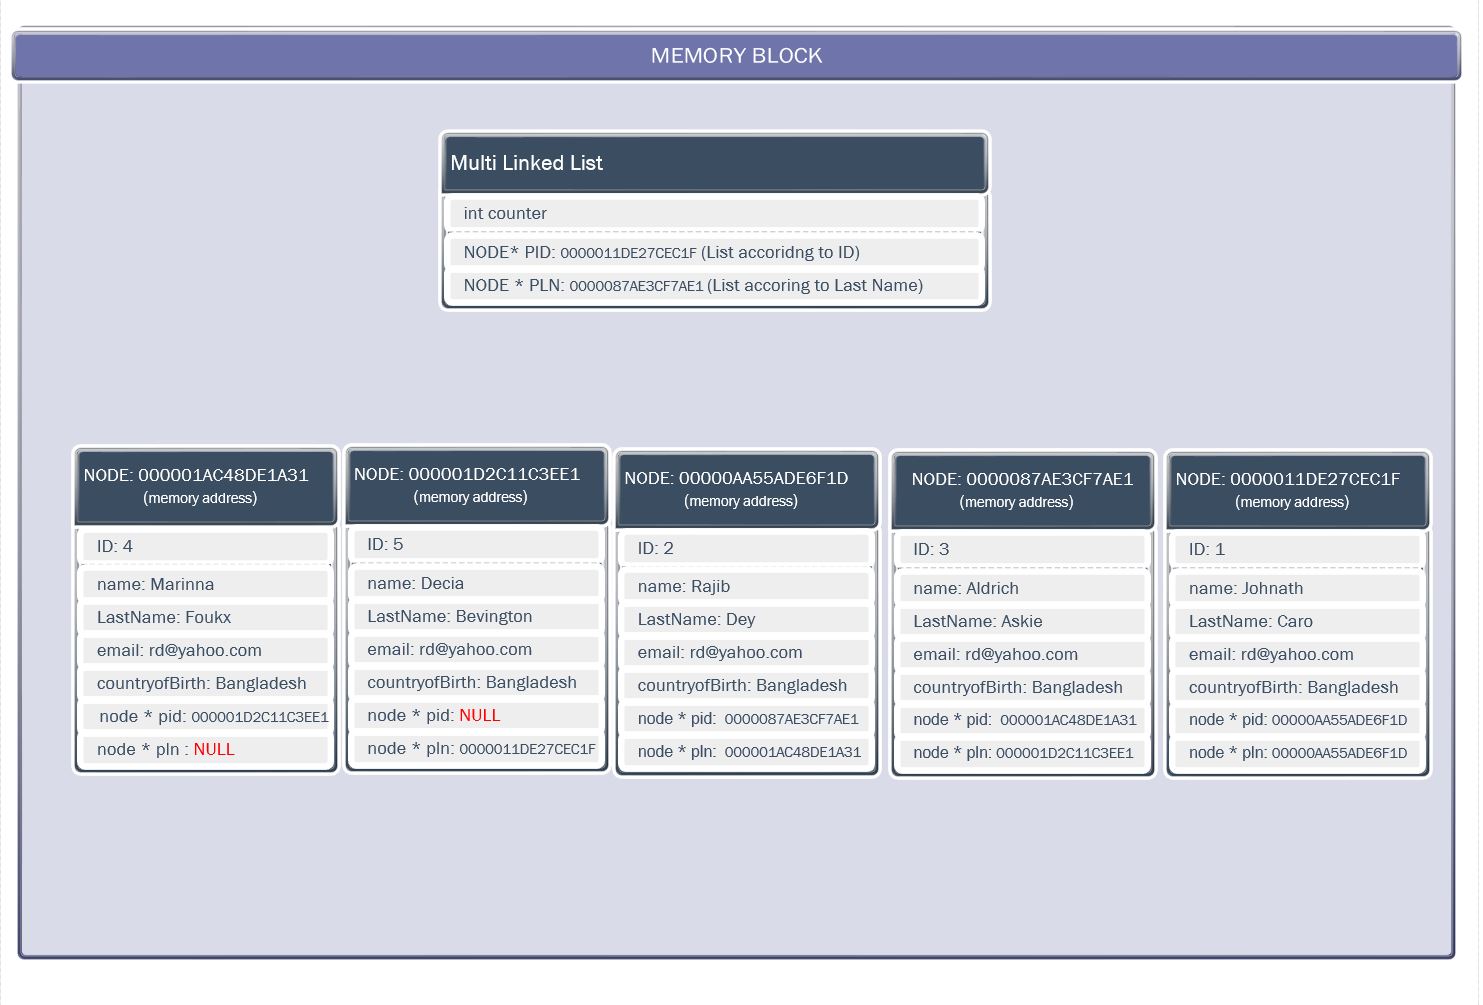 MEMORY BLOCK
Multi Linked List
int counter
NODE* PID: 0000011DE27CEC1F (List accoridng to ID)
NODE * PLN: 0000087AE3CF7AE1 (List accoring to Last Name)
NODE: 000001AC48DE1A31
(memory address)
ID: 4
name: Marinna
LastName: Foukx
email: rd@yahoo.com
countryofBirth: Bangladesh
node * pid: 000001D2C11C3EE1
node * pln : NULL
NODE: 000001D2C11C3EE1
(memory address)
ID: 5
name: Decia
LastName: Bevington
email: rd@yahoo.com
countryofBirth: Bangladesh
node * pid: NULL
node * pln: 0000011DE27CEC1F
NODE: 00000AA55ADE6F1D
(memory address)
ID: 2
name: Rajib
LastName: Dey
email: rd@yahoo.com
countryofBirth: Bangladesh
node * pid: 0000087AE3CF7AE1
node * pln: 000001AC48DE1A31
NODE: 0000087AE3CF7AE1
(memory address)
ID: 3
name: Aldrich
LastName: Askie
email: rd@yahoo.com
countryofBirth: Bangladesh
node * pid: 000001AC48DE1A31
node * pln: 000001D2C11C3EE1
NODE: 0000011DE27CEC1F
(memory address)
ID: 1
name: Johnath
LastName: Caro
email: rd@yahoo.com
countryofBirth: Bangladesh
node * pid: 00000AA55ADE6F1D
node * pln: 00000AA55ADE6F1D